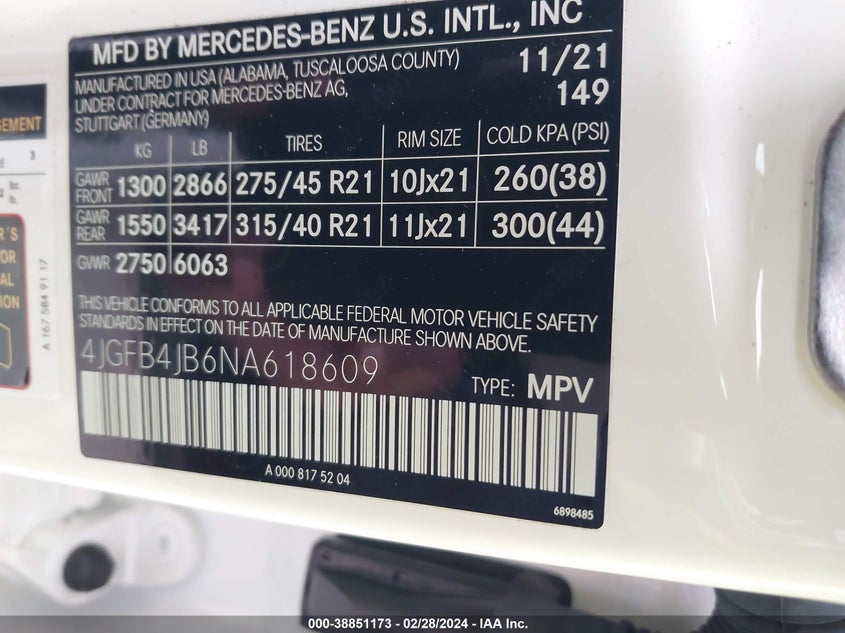 MFD BY MERCEDES-BENZ U.S. INTL., INC
MANUFACTURED IN USA (ALABAMA, TUSCALOOSA COUNTY) 11/21
UNDER CONTRACT FOR MERCEDES-BENZ AG, 149
STUTTGART (GERMANY)
KG LB TIRES RIM SIZE COLD KPA (PSI)
GAWR FRONT 1300 2866 275/45 R21 10Jx21 260(38)
GAWR REAR 1550 3417 315/40 R21 11Jx21 300(44)
GVWR 2750 6063
THIS VEHICLE CONFORMS TO ALL APPLICABLE FEDERAL MOTOR VEHICLE SAFETY
STANDARDS IN EFFECT ON THE DATE OF MANUFACTURE SHOWN ABOVE.
4JGFB4JB6NA618609
TYPE: MPV
A 000 817 52 04
6898485
3
lbs.
lb.
A 167 584 91 17
000-38851173 - 02/28/2024 - IAA Inc.